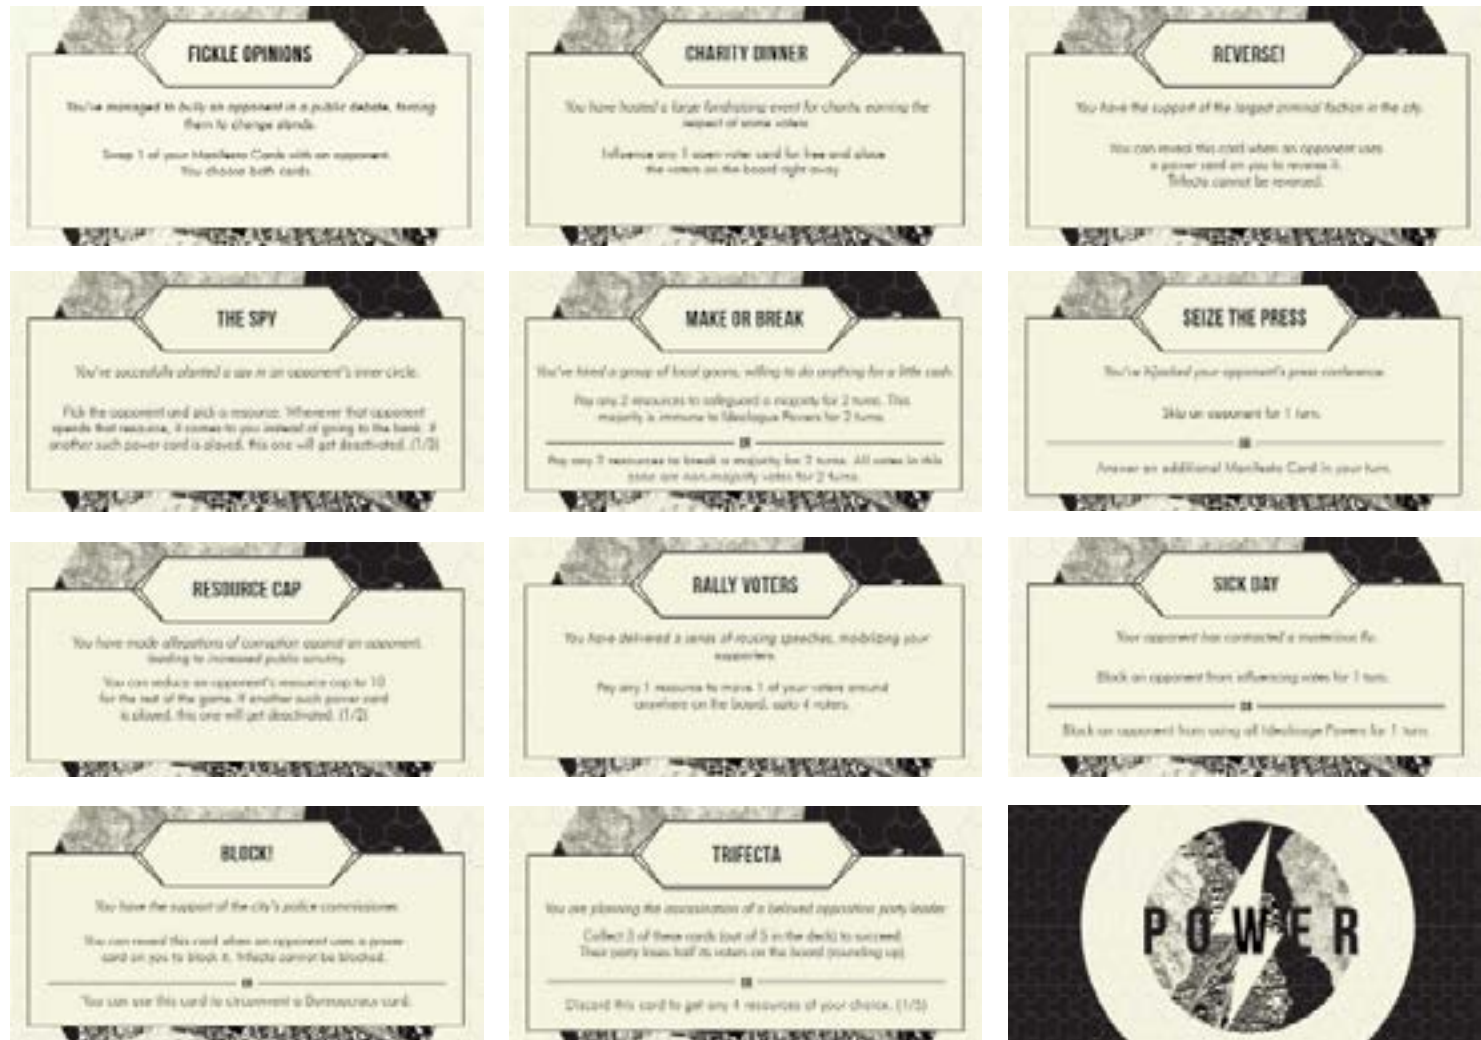 FICKLE OPINIONS
You've managed to bully an opponent in a public debate, forcing
them to change stands.
Swap 1 of your Manifesto Cards with an opponent.
You choose both cards.
CHARITY DINNER
You have hosted a large fundraising event for charity, earning the
respect of some voters
Influence any 1 open voter card for free and place
the voters on the board right away
REVERSE!
You have the support of the largest criminal faction in the city.
You can reveal this card when an opponent uses
a power card on you to reverse it.
Trifecta cannot be reversed.
THE SPY
You've succesfully planted a spy in an opponent's inner circle.
Pick the opponent and pick a resource. Whenever that opponent
spends that resource, it comes to you instead of going to the bank. If
another such power card is played, this one will get deactivated. (1/3)
MAKE OR BREAK
You've hired a group of local goons, willing to do anything for a little cash.
Pay any 2 resources to safeguard a majority for 2 turns. This
majority is immune to Ideologue Powers for 2 turns.
OR
Pay any 2 resources to break a majority for 2 turns. All votes in this
zone are non-majority votes for 2 turns.
SEIZE THE PRESS
You've hijacked your opponent's press conference.
Skip an opponent for 1 turn.
OR
Answer an additional Manifesto Card in your turn.
RESOURCE CAP
You have made allegations of corruption against an opponent,
leading to increased public scrutiny.
You can reduce an opponent's resource cap to 10
for the rest of the game. If another such power card
is played, this one will get deactivated. (1/2)
RALLY VOTERS
You have delivered a series of rousing speeches, mobilizing your
supporters.
Pay any 1 resource to move 1 of your voters around
anywhere on the board, upto 4 voters.
SICK DAY
Your opponent has contracted a mysterious flu.
Block an opponent from influencing votes for 1 turn.
OR
Block an opponent from using all Ideologue Powers for 1 turn.
BLOCK!
You have the support of the city's police commissioner.
You can reveal this card when an opponent uses a power
card on you to block it. Trifecta cannot be blocked.
OR
You can use this card to circumvent a Bureaucracy card.
TRIFECTA
You are planning the assasination of a beloved opposition party leader
Collect 3 of these cards (out of 5 in the deck) to succeed.
Their party loses half its voters on the board (rounding up)
OR
Discard this card to get any 4 resources of your choice. (1/5)
POWER